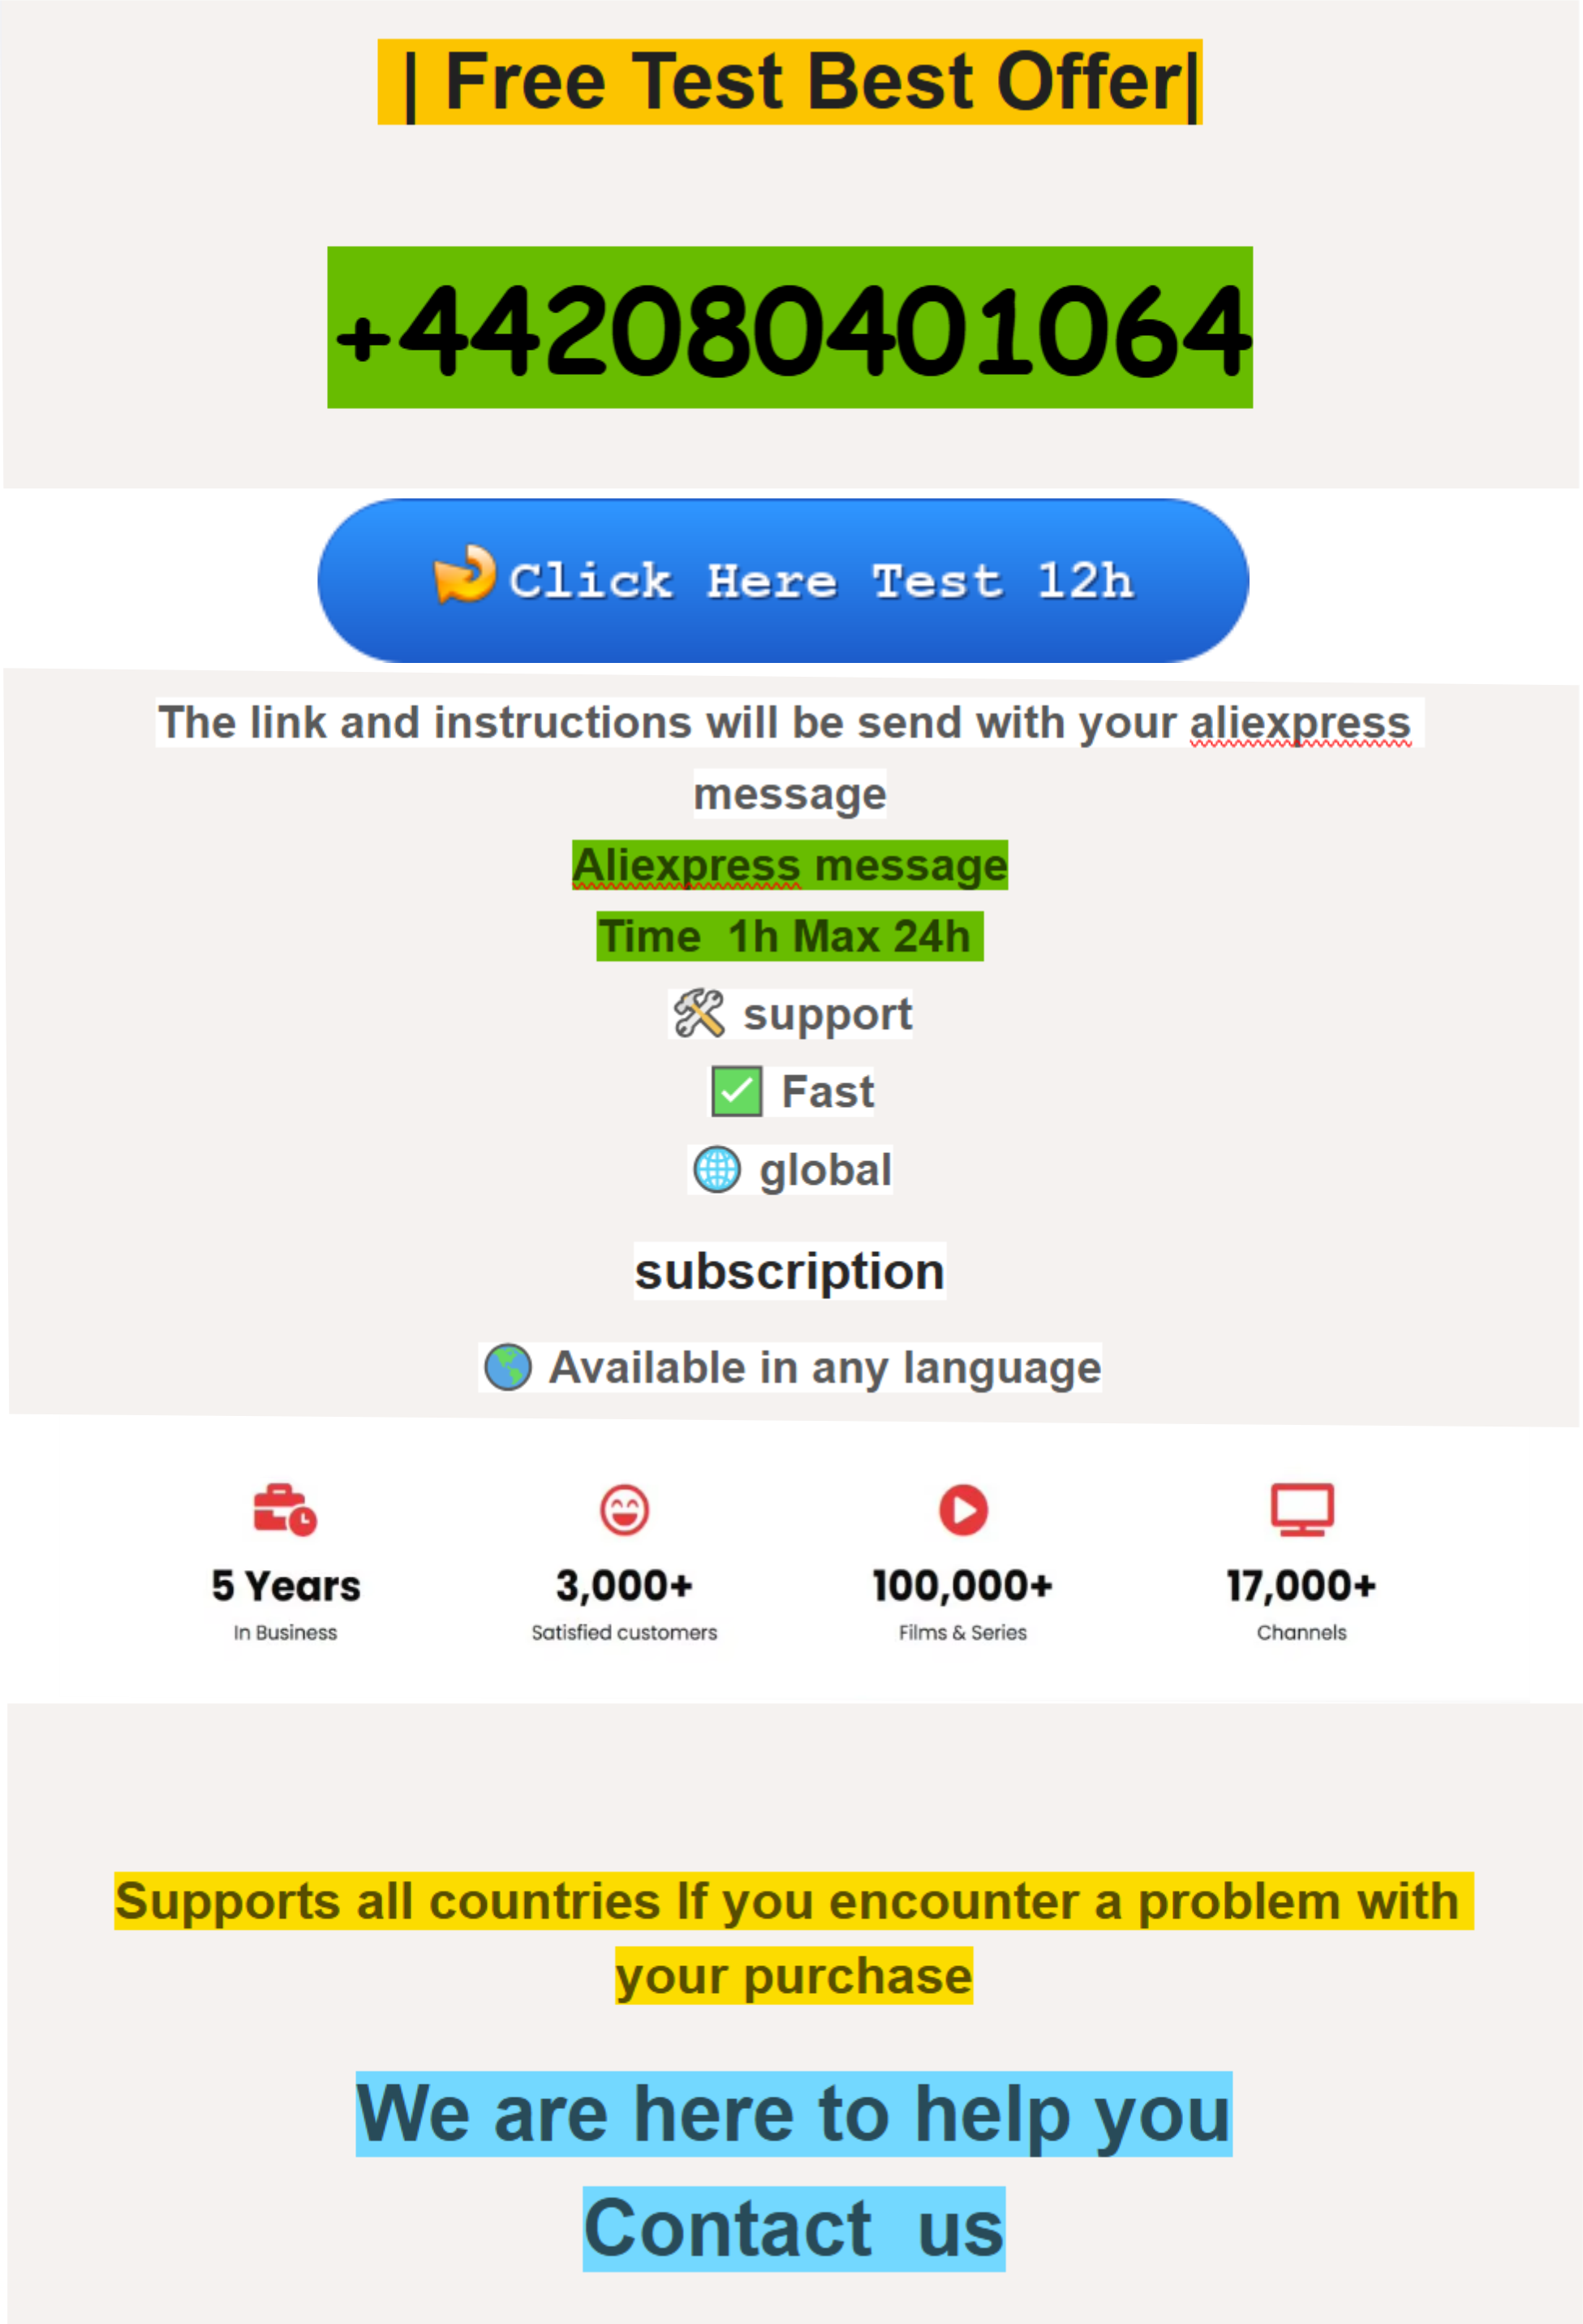 | Free Test Best Offer|
+442080401064
Click Here Test 12h
The link and instructions will be send with your aliexpress
message
Aliexpress message
Time  1h Max 24h
🛠 support
✅ Fast
🌐 global
subscription
🌎 Available in any language
5 Years
In Business
3,000+
Satisfied customers
100,000+
Films & Series
17,000+
Channels
Supports all countries If you encounter a problem with
your purchase
We are here to help you
Contact  us